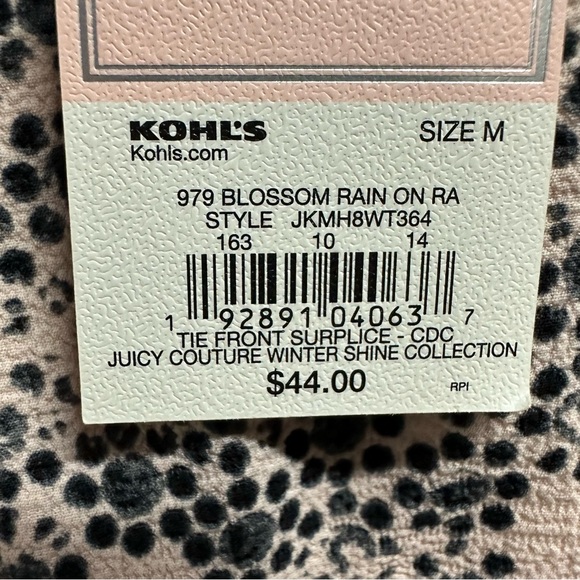 KOHL'S SIZE M
Kohls.com
979 BLOSSOM RAIN ON RA
STYLE JKMH8WT364
163 10 14
1 92891 04063 7
TIE FRONT SURPLICE - CDC
JUICY COUTURE WINTER SHINE COLLECTION
$44.00 RPI